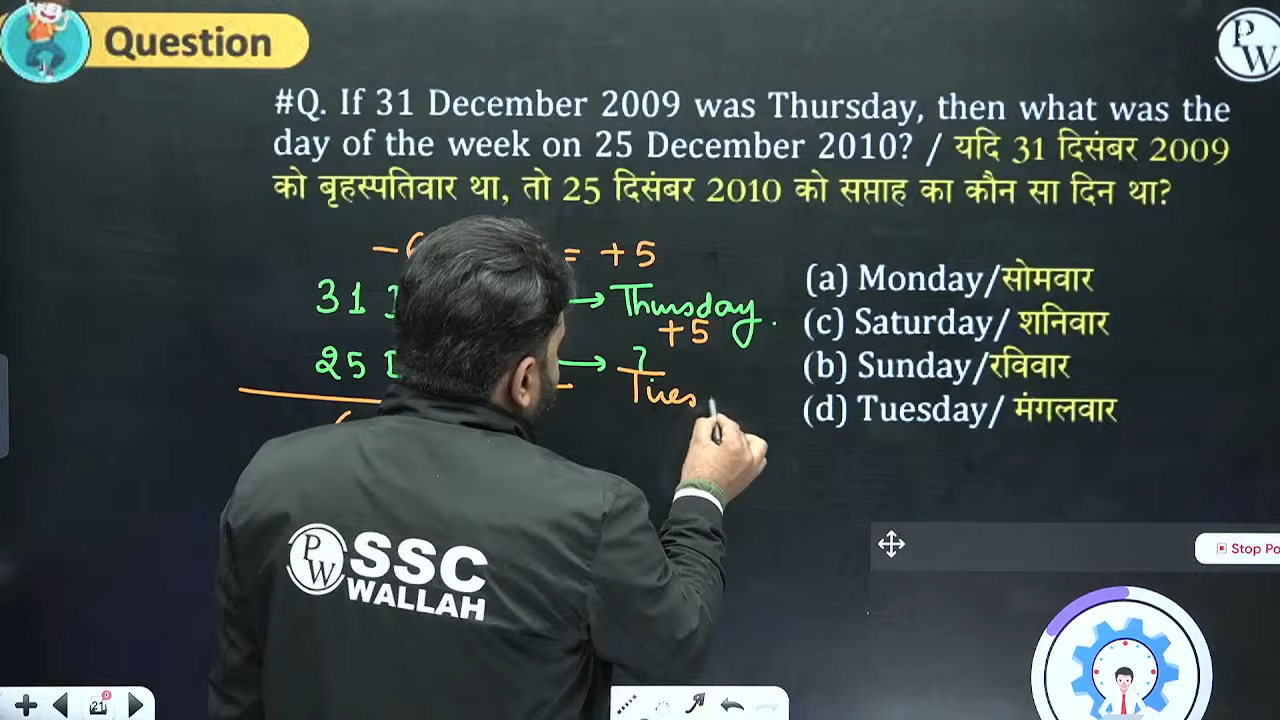 Question
PW
#Q. If 31 December 2009 was Thursday, then what was the
day of the week on 25 December 2010? / यदि 31 दिसंबर 2009
को बृहस्पतिवार था, तो 25 दिसंबर 2010 को सप्ताह का कौन सा दिन था?
= +5
31 → Thursday.
+5
25 → ?
Tues
(a) Monday/सोमवार
(c) Saturday/ शनिवार
(b) Sunday/रविवार
(d) Tuesday/ मंगलवार
PW SSC
WALLAH
Stop
21